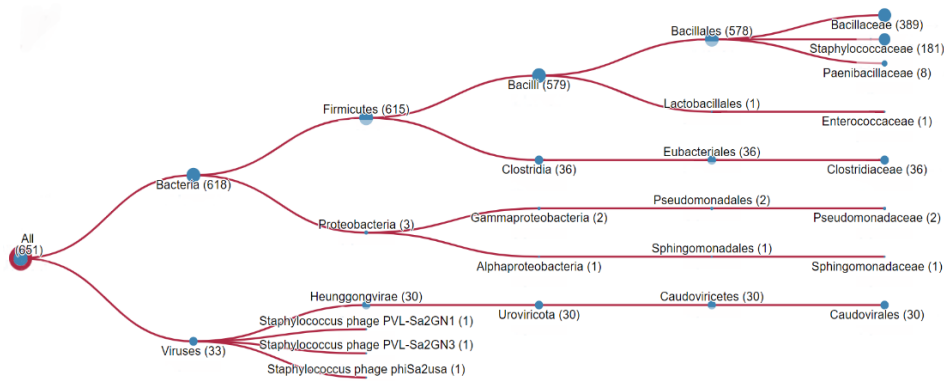 Bacillaceae (389)
Bacillales (578)
Staphylococcaceae (181)
Paenibacillaceae (8)
Bacilli (579)
Lactobacillales (1)
Firmicutes (615)
Enterococcaceae (1)
Eubacteriales (36)
Clostridia (36)
Clostridiaceae (36)
Bacteria (618)
Pseudomonadales (2)
Proteobacteria (3)
Gammaproteobacteria (2)
Pseudomonadaceae (2)
All
(651)
Sphingomonadales (1)
Alphaproteobacteria (1)
Sphingomonadaceae (1)
Heunggongvirae (30)
Caudoviricetes (30)
Uroviricota (30)
Caudovirales (30)
Staphylococcus phage PVL-Sa2GN1 (1)
Staphylococcus phage PVL-Sa2GN3 (1)
Viruses (33)
Staphylococcus phage phiSa2usa (1)